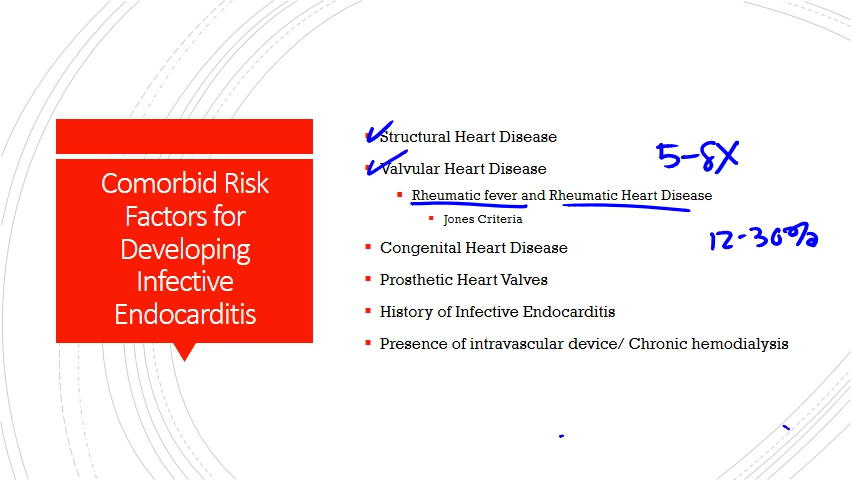 Comorbid Risk
Factors for
Developing
Infective
Endocarditis
Structural Heart Disease
Valvular Heart Disease
Rheumatic fever and Rheumatic Heart Disease
Jones Criteria
Congenital Heart Disease
Prosthetic Heart Valves
History of Infective Endocarditis
Presence of intravascular device/ Chronic hemodialysis
5-8X
12-30%